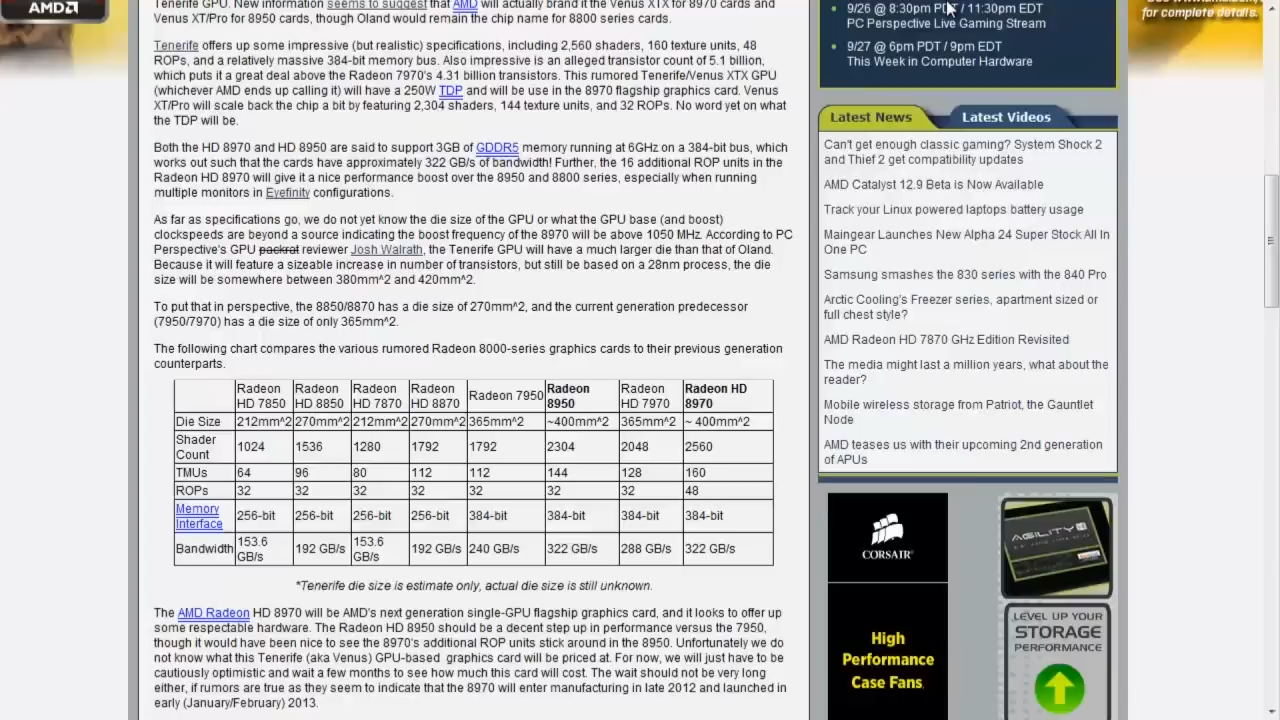 AMD
Tenerife GPU. New information seems to suggest that AMD will actually brand it the Venus XTX for 8970 cards and
Venus XT/Pro for 8950 cards, though Oland would remain the chip name for 8800 series cards.
Tenerife offers up some impressive (but realistic) specifications, including 2,560 shaders, 160 texture units, 48
ROPs, and a relatively massive 384-bit memory bus. Also impressive is an alleged transistor count of 5.1 billion,
which puts it a great deal above the Radeon 7970's 4.31 billion transistors. This rumored Tenerife/Venus XTX GPU
(whichever AMD ends up calling it) will have a 250W TDP and will be use in the 8970 flagship graphics card. Venus
XT/Pro will scale back the chip a bit by featuring 2,304 shaders, 144 texture units, and 32 ROPs. No word yet on what
the TDP will be.
Both the HD 8970 and HD 8950 are said to support 3GB of GDDR5 memory running at 6GHz on a 384-bit bus, which
works out such that the cards have approximately 322 GB/s of bandwidth! Further, the 16 additional ROP units in the
Radeon HD 8970 will give it a nice performance boost over the 8950 and 8800 series, especially when running
multiple monitors in Eyefinity configurations.
As far as specifications go, we do not yet know the die size of the GPU or what the GPU base (and boost)
clockspeeds are beyond a source indicating the boost frequency of the 8970 will be above 1050 MHz. According to PC
Perspective's GPU packrat reviewer Josh Walrath, the Tenerife GPU will have a much larger die than that of Oland.
Because it will feature a sizeable increase in number of transistors, but still be based on a 28nm process, the die
size will be somewhere between 380mm^2 and 420mm^2.
To put that in perspective, the 8850/8870 has a die size of 270mm^2, and the current generation predecessor
(7950/7970) has a die size of only 365mm^2.
The following chart compares the various rumored Radeon 8000-series graphics cards to their previous generation
counterparts.
Radeon HD 7850 Radeon HD 8850 Radeon HD 7870 Radeon HD 8870 Radeon 7950 Radeon 8950 Radeon HD 7970 Radeon HD 8970
Die Size 212mm^2 270mm^2 212mm^2 270mm^2 365mm^2 ~400mm^2 365mm^2 ~ 400mm^2
Shader Count 1024 1536 1280 1792 1792 2304 2048 2560
TMUs 64 96 80 112 112 144 128 160
ROPs 32 32 32 32 32 32 32 48
Memory Interface 256-bit 256-bit 256-bit 256-bit 384-bit 384-bit 384-bit 384-bit
Bandwidth 153.6 GB/s 192 GB/s 153.6 GB/s 192 GB/s 240 GB/s 322 GB/s 288 GB/s 322 GB/s
*Tenerife die size is estimate only, actual die size is still unknown.
The AMD Radeon HD 8970 will be AMD's next generation single-GPU flagship graphics card, and it looks to offer up
some respectable hardware. The Radeon HD 8950 should be a decent step up in performance versus the 7950,
though it would have been nice to see the 8970's additional ROP units stick around in the 8950. Unfortunately we do
not know what this Tenerife (aka Venus) GPU-based graphics card will be priced at. For now, we will just have to be
cautiously optimistic and wait a few months to see how much this card will cost. The wait should not be very long
either, if rumors are true as they seem to indicate that the 8970 will enter manufacturing in late 2012 and launched in
early (January/February) 2013.
9/26 @ 8:30pm PDT / 11:30pm EDT
PC Perspective Live Gaming Stream
9/27 @ 6pm PDT / 9pm EDT
This Week in Computer Hardware
Latest News Latest Videos
Can't get enough classic gaming? System Shock 2
and Thief 2 get compatibility updates
AMD Catalyst 12.9 Beta is Now Available
Track your Linux powered laptops battery usage
Maingear Launches New Alpha 24 Super Stock All In
One PC
Samsung smashes the 830 series with the 840 Pro
Arctic Cooling's Freezer series, apartment sized or
full chest style?
AMD Radeon HD 7870 GHz Edition Revisited
The media might last a million years, what about the
reader?
Mobile wireless storage from Patriot, the Gauntlet
Node
AMD teases us with their upcoming 2nd generation
of APUs
CORSAIR
High
Performance
Case Fans
AGILITY
LEVEL UP YOUR
STORAGE
PERFORMANCE
for complete details.